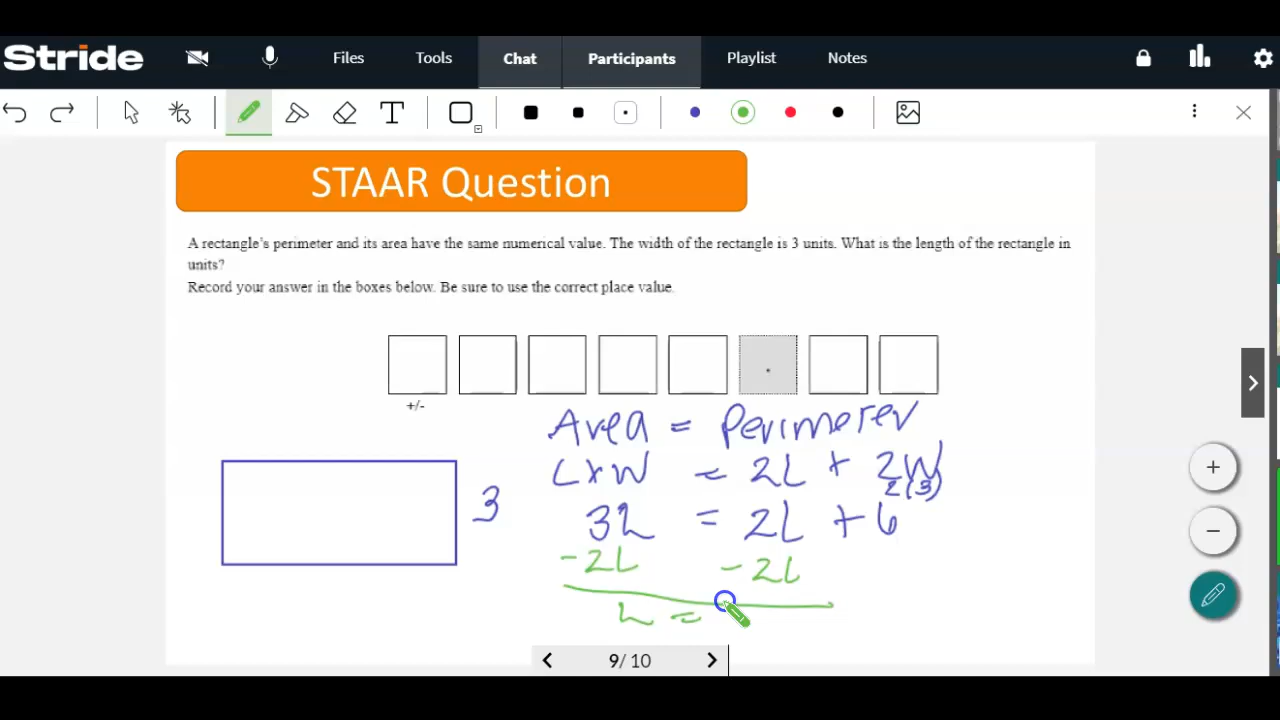 Stride Files Tools Chat Participants Playlist Notes
T
STAAR Question
A rectangle's perimeter and its area have the same numerical value. The width of the rectangle is 3 units. What is the length of the rectangle in
units?
Record your answer in the boxes below. Be sure to use the correct place value.
.
+/-
Area = Perimeter
L x W = 2L + 2W
2(3)
3
3L = 2L + 6
-2L -2L
L =
9/ 10